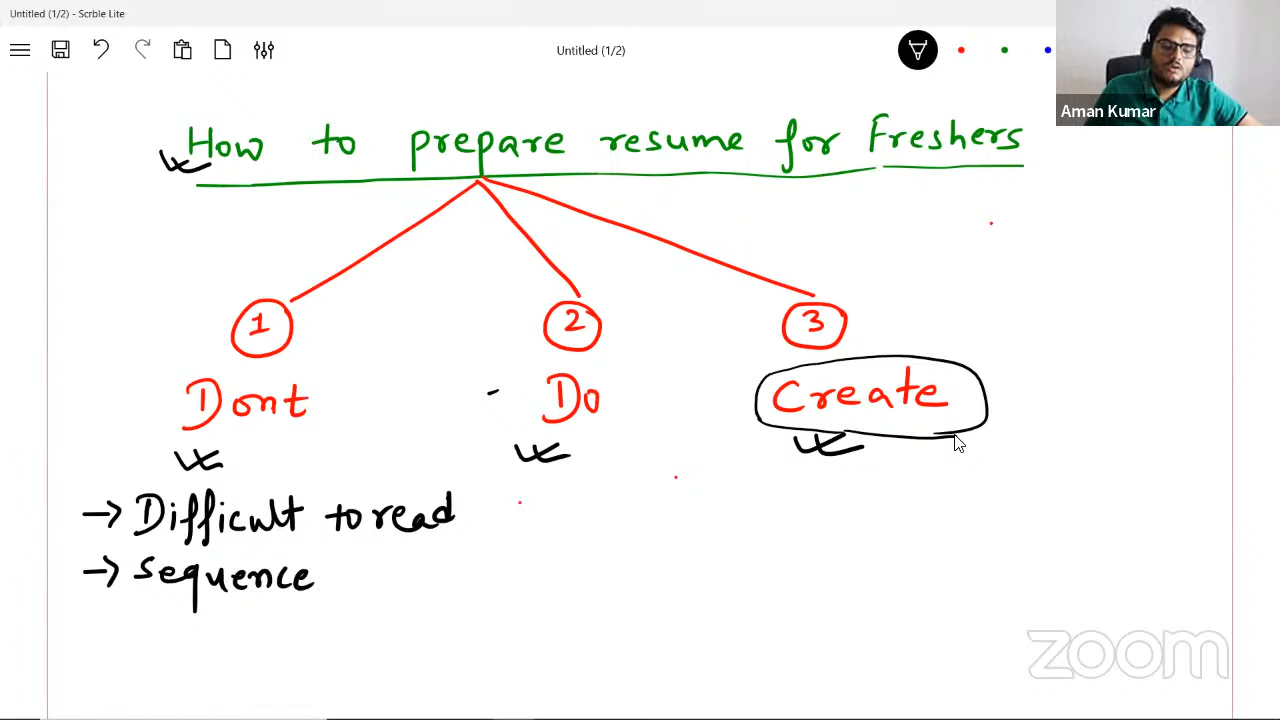 Untitled (1/2) - Scrble Lite
Untitled (1/2)
Aman Kumar
How to prepare resume for Freshers
1 2 3
Dont - Do Create
→ Difficult to read
→ sequence
zoom